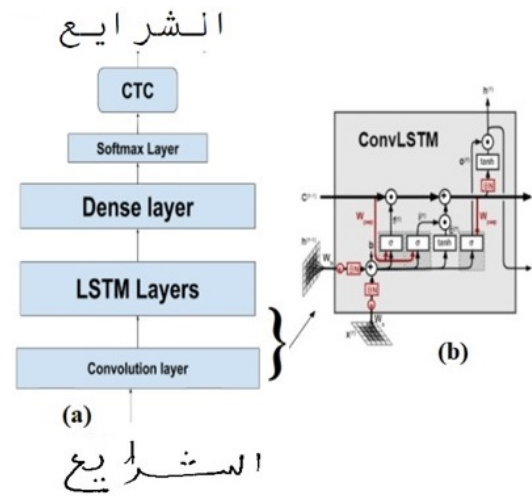 الشرايع
CTC
Softmax Layer
Dense layer
LSTM Layers
Convolution layer
(a)
الشرايع
ConvLSTM
tanh
σ
σ
tanh
σ
(b)